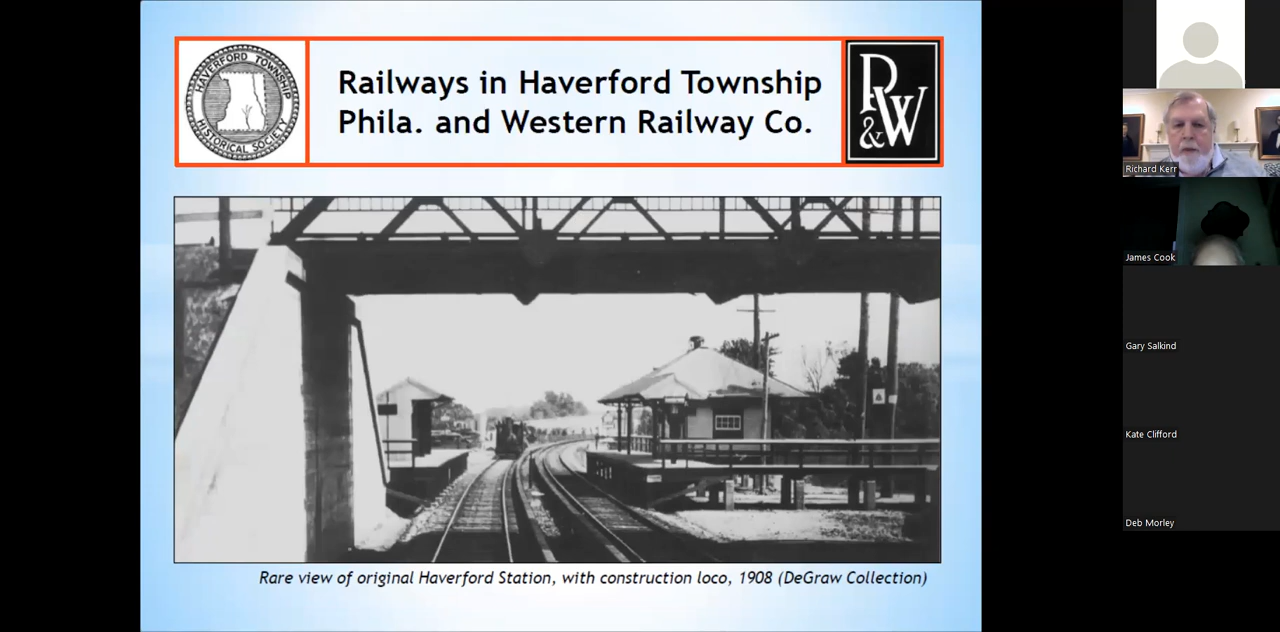 HAVERFORD TOWNSHIP
HISTORICAL SOCIETY
Railways in Haverford Township
Phila. and Western Railway Co.
P&W
Rare view of original Haverford Station, with construction loco, 1908 (DeGraw Collection)
Richard Kerr
James Cook
Gary Salkind
Kate Clifford
Deb Morley